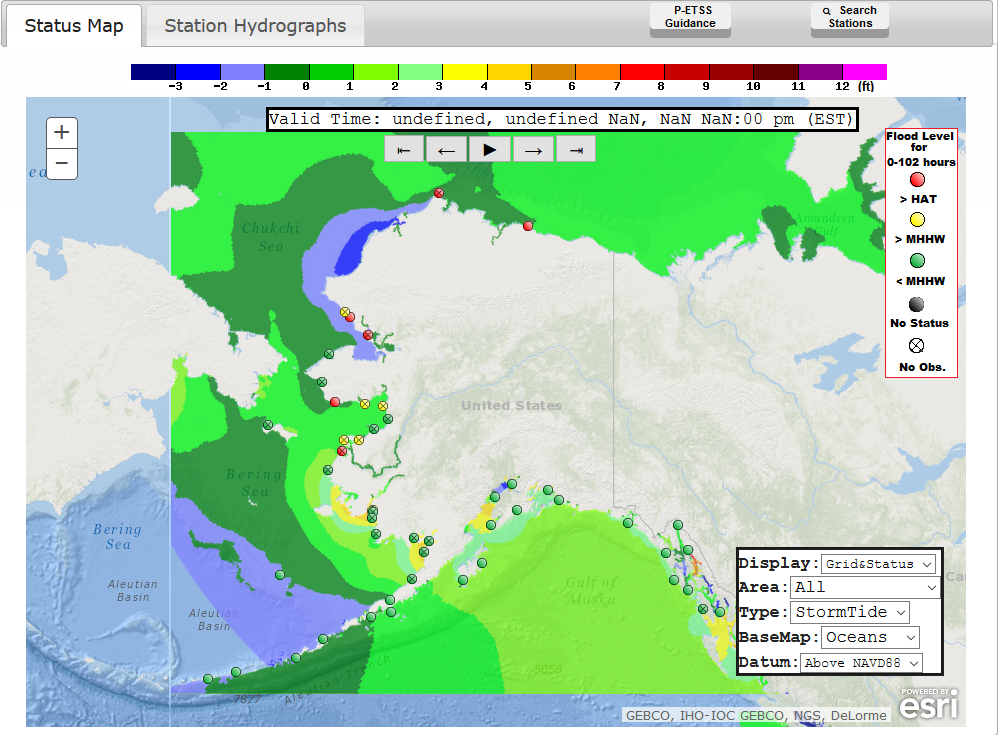 Status Map
Station Hydrographs
P-ETSS
Guidance
Search
Stations
-3 -2 -1 0 1 2 3 4 5 6 7 8 9 10 11 12 (ft)
Valid Time: undefined, undefined NaN, NaN NaN:00 pm (EST)
+
−
ea
Flood Level
for
0-102 hours
> HAT
> MHHW
< MHHW
No Status
No Obs.
Chukchi
Sea
Amundsen
Gulf
United States
Bering
Sea
Bering
Sea
Aleutian
Basin
Aleutian
Basin
Gulf of
Alaska
Ca
5058
7877
Aleutian Trench
Display: Grid&Status
Area: All
Type: StormTide
BaseMap: Oceans
Datum: Above NAVD88
POWERED BY
esri
GEBCO, IHO-IOC GEBCO, NGS, DeLorme